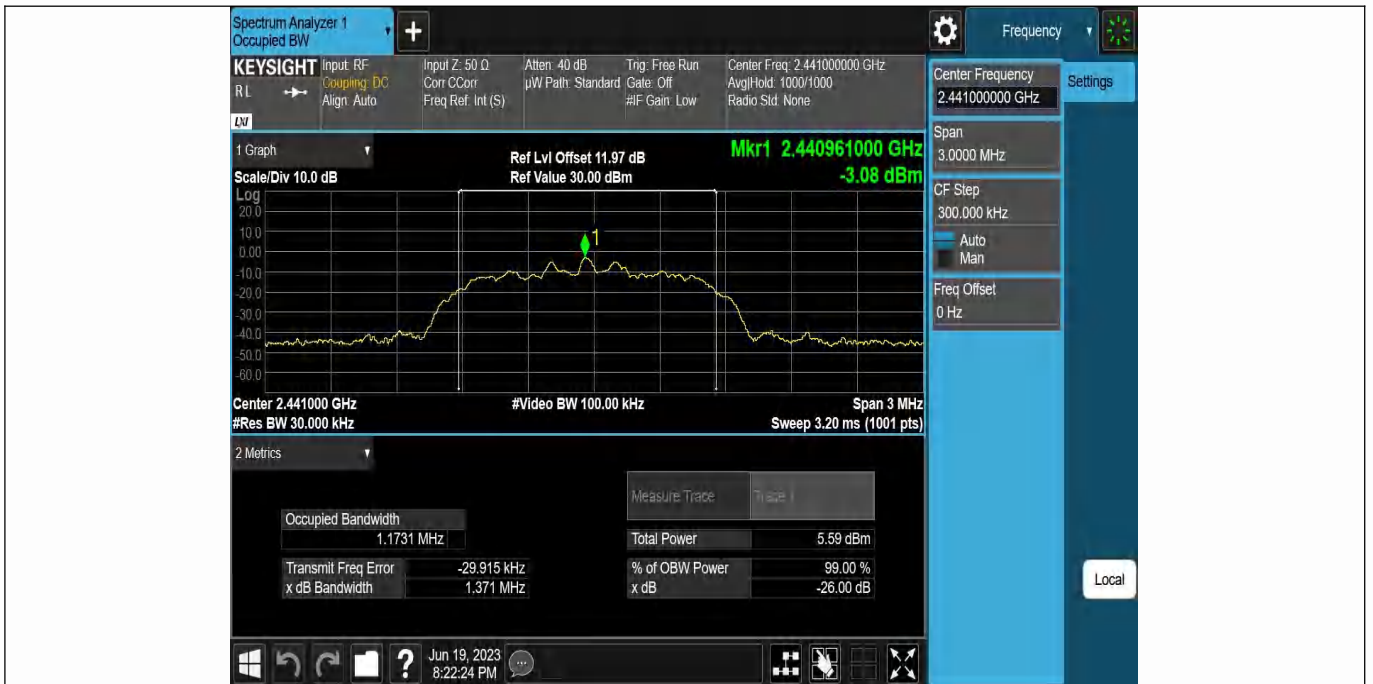 Spectrum Analyzer 1
Occupied BW
+
Frequency
KEYSIGHT
RL
LXI
Input: RF
Coupling: DC
Align: Auto
Input Z: 50 Ω
Corr CCorr
Freq Ref: Int (S)
Atten: 40 dB
µW Path: Standard
Trig: Free Run
Gate: Off
#IF Gain: Low
Center Freq: 2.441000000 GHz
Avg|Hold: 1000/1000
Radio Std: None
Center Frequency
2.441000000 GHz
Settings
Span
3.0000 MHz
CF Step
300.000 kHz
Auto
Man
Freq Offset
0 Hz
Local
1 Graph
Scale/Div 10.0 dB
Ref Lvl Offset 11.97 dB
Ref Value 30.00 dBm
Mkr1 2.440961000 GHz
-3.08 dBm
Log
20.0
10.0
0.00
-10.0
-20.0
-30.0
-40.0
-50.0
-60.0
1
Center 2.441000 GHz
#Video BW 100.00 kHz
Span 3 MHz
#Res BW 30.000 kHz
Sweep 3.20 ms (1001 pts)
2 Metrics
Measure Trace
Trace 1
Occupied Bandwidth
1.1731 MHz
Total Power
5.59 dBm
Transmit Freq Error
-29.915 kHz
% of OBW Power
99.00 %
x dB Bandwidth
1.371 MHz
x dB
-26.00 dB
?
Jun 19, 2023
8:22:24 PM